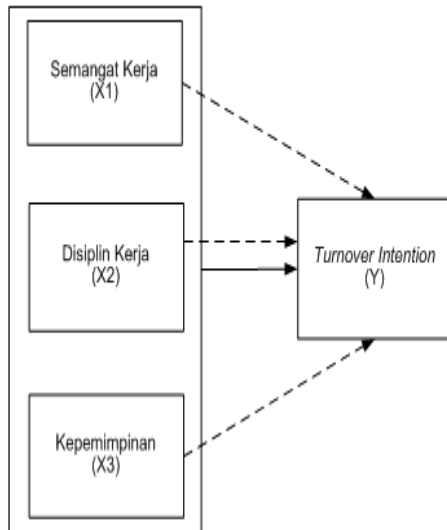 Semangat Kerja
(X1)
Disiplin Kerja
(X2)
Turnover Intention
(Y)
Kepemimpinan
(X3)